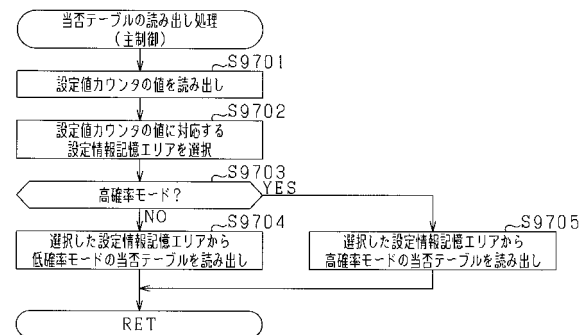 当否テーブルの読み出し処理
（主制御）
S9701
設定値カウンタの値を読み出し
S9702
設定値カウンタの値に対応する
設定情報記憶エリアを選択
S9703
高確率モード？
YES
NO
S9704
選択した設定情報記憶エリアから
低確率モードの当否テーブルを読み出し
S9705
選択した設定情報記憶エリアから
高確率モードの当否テーブルを読み出し
RET